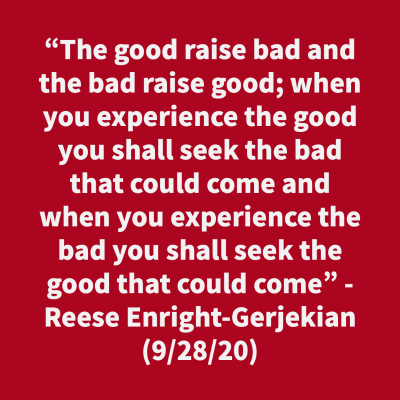 “The good raise bad and
the bad raise good; when
you experience the good
you shall seek the bad
that could come and
when you experience the
bad you shall seek the
good that could come” -
Reese Enright-Gerjekian
(9/28/20)